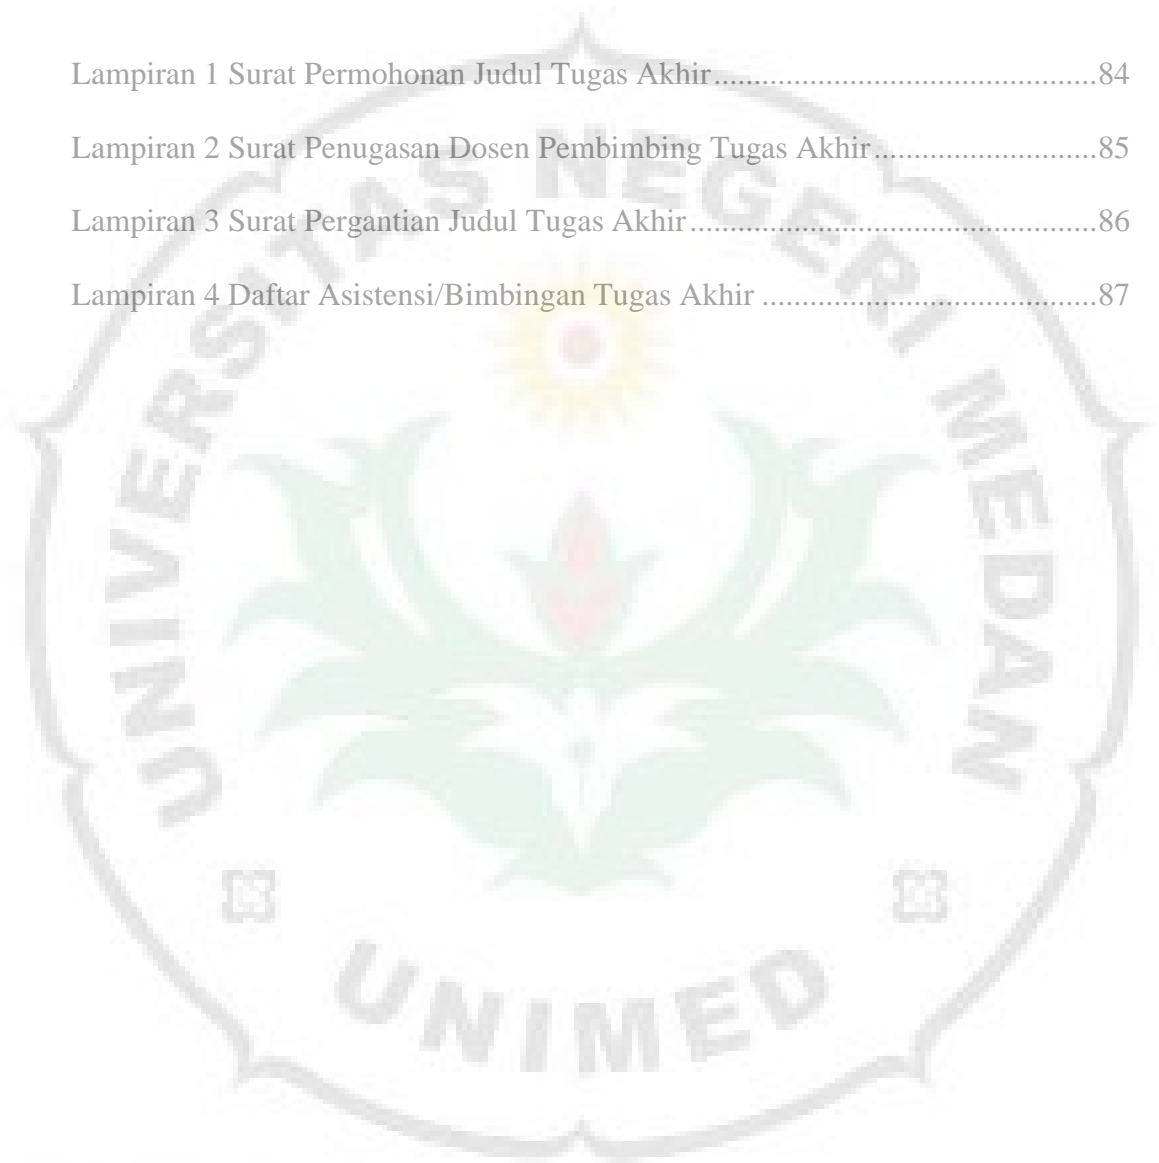 Lampiran 1 Surat Permohonan Judul Tugas Akhir................................................84
Lampiran 2 Surat Penugasan Dosen Pembimbing Tugas Akhir............................85
Lampiran 3 Surat Pergantian Judul Tugas Akhir...................................................86
Lampiran 4 Daftar Asistensi/Bimbingan Tugas Akhir ..........................................87
UNIVERSITAS NEGERI MEDAN
UNIMED